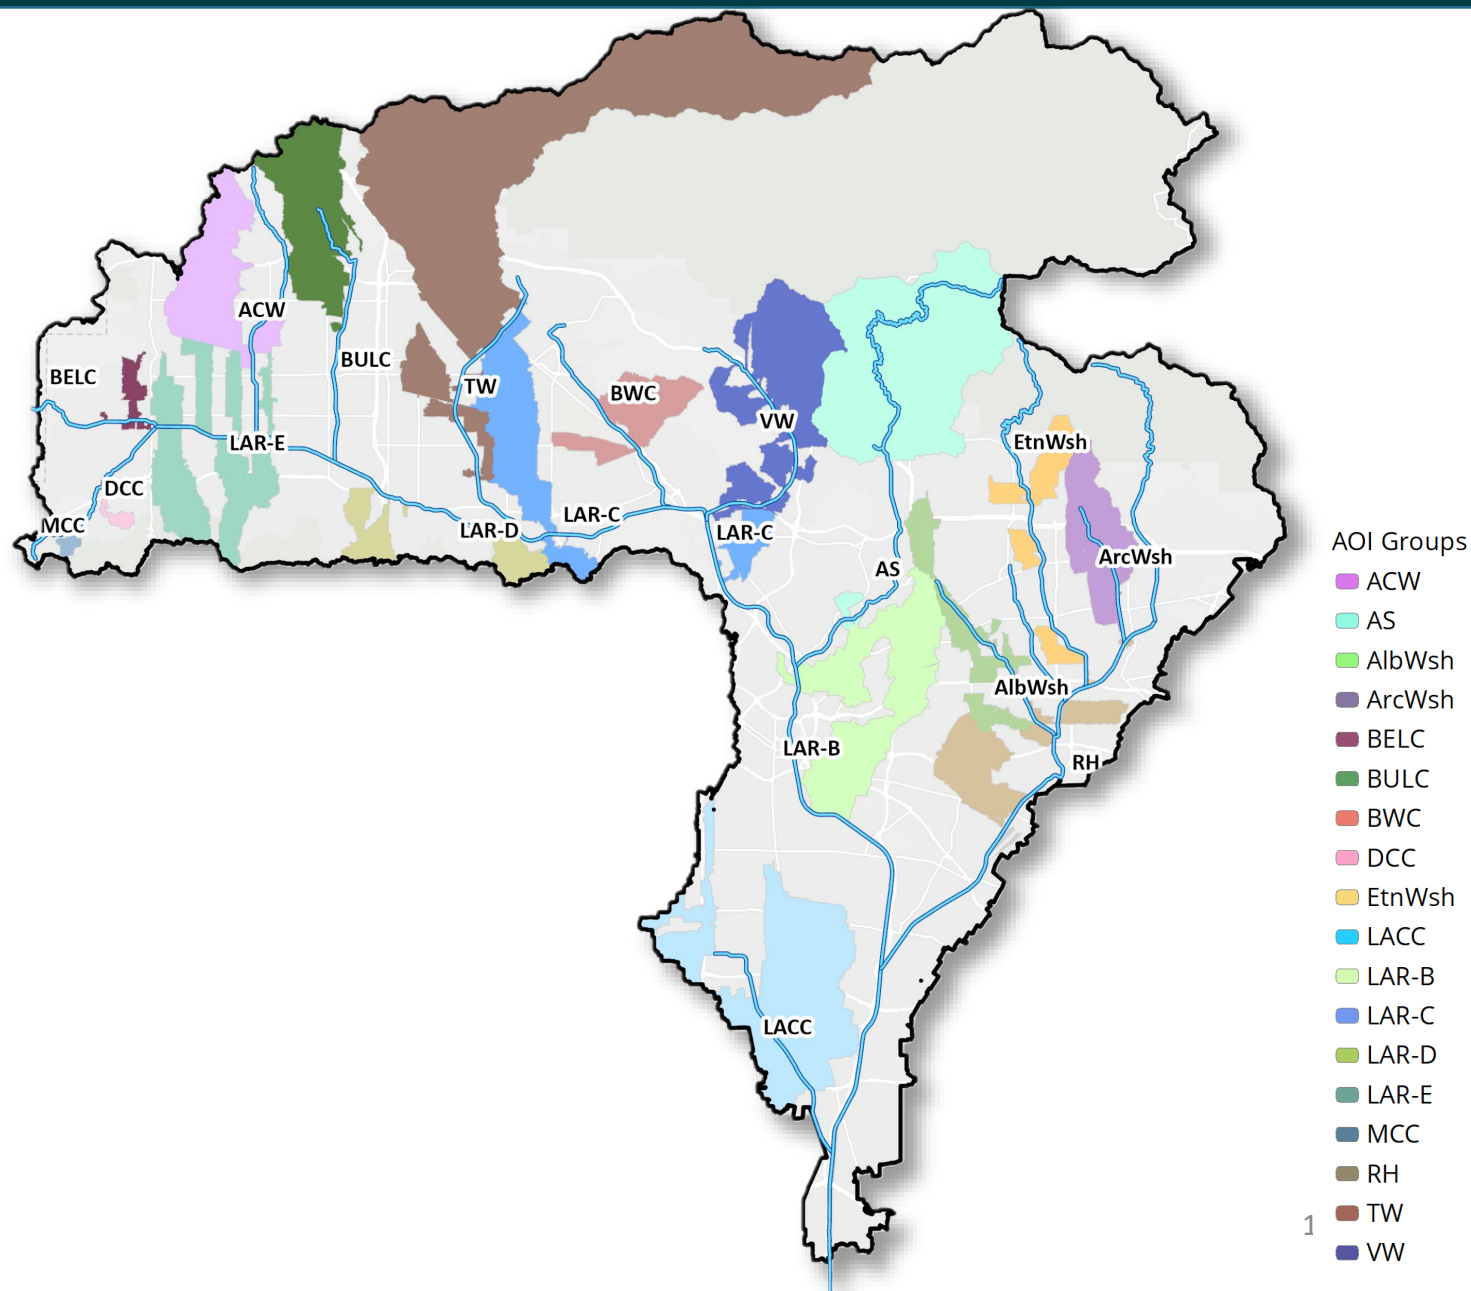 ACW
BULC
BELC
TW
BWC
VW
LAR-E
EtnWsh
DCC
MCC
LAR-D
LAR-C
LAR-C
AS
ArcWsh
AlbWsh
LAR-B
RH
LACC
AOI Groups
ACW
AS
AlbWsh
ArcWsh
BELC
BULC
BWC
DCC
EtnWsh
LACC
LAR-B
LAR-C
LAR-D
LAR-E
MCC
RH
TW
VW
1